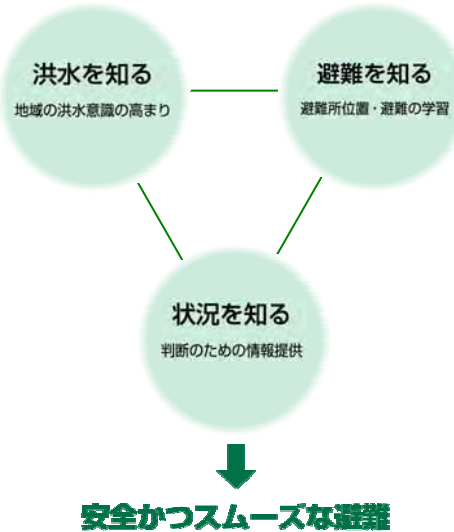 洪水を知る
地域の洪水意識の高まり
避難を知る
避難所位置・避難の学習
状況を知る
判断のための情報提供
安全かつスムーズな避難